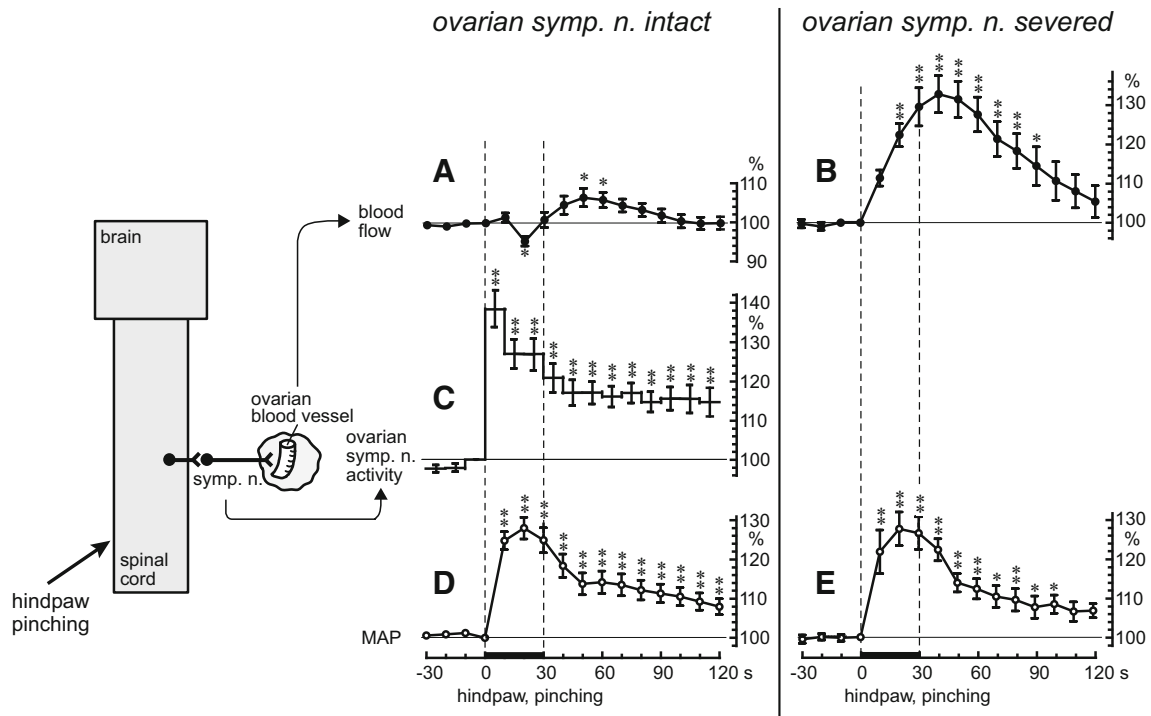 ovarian symp. n. intact
ovarian symp. n. severed
A
blood
flow
%
110
100
90
B
%
130
120
110
100
brain
ovarian
blood vessel
symp. n.
spinal
cord
hindpaw
pinching
C
ovarian
symp. n.
activity
140
%
130
120
110
100
**
*
D
MAP
130
%
120
110
100
-30 0 30 60 90 120 s
hindpaw, pinching
E
130
%
120
110
100
-30 0 30 60 90 120 s
hindpaw, pinching